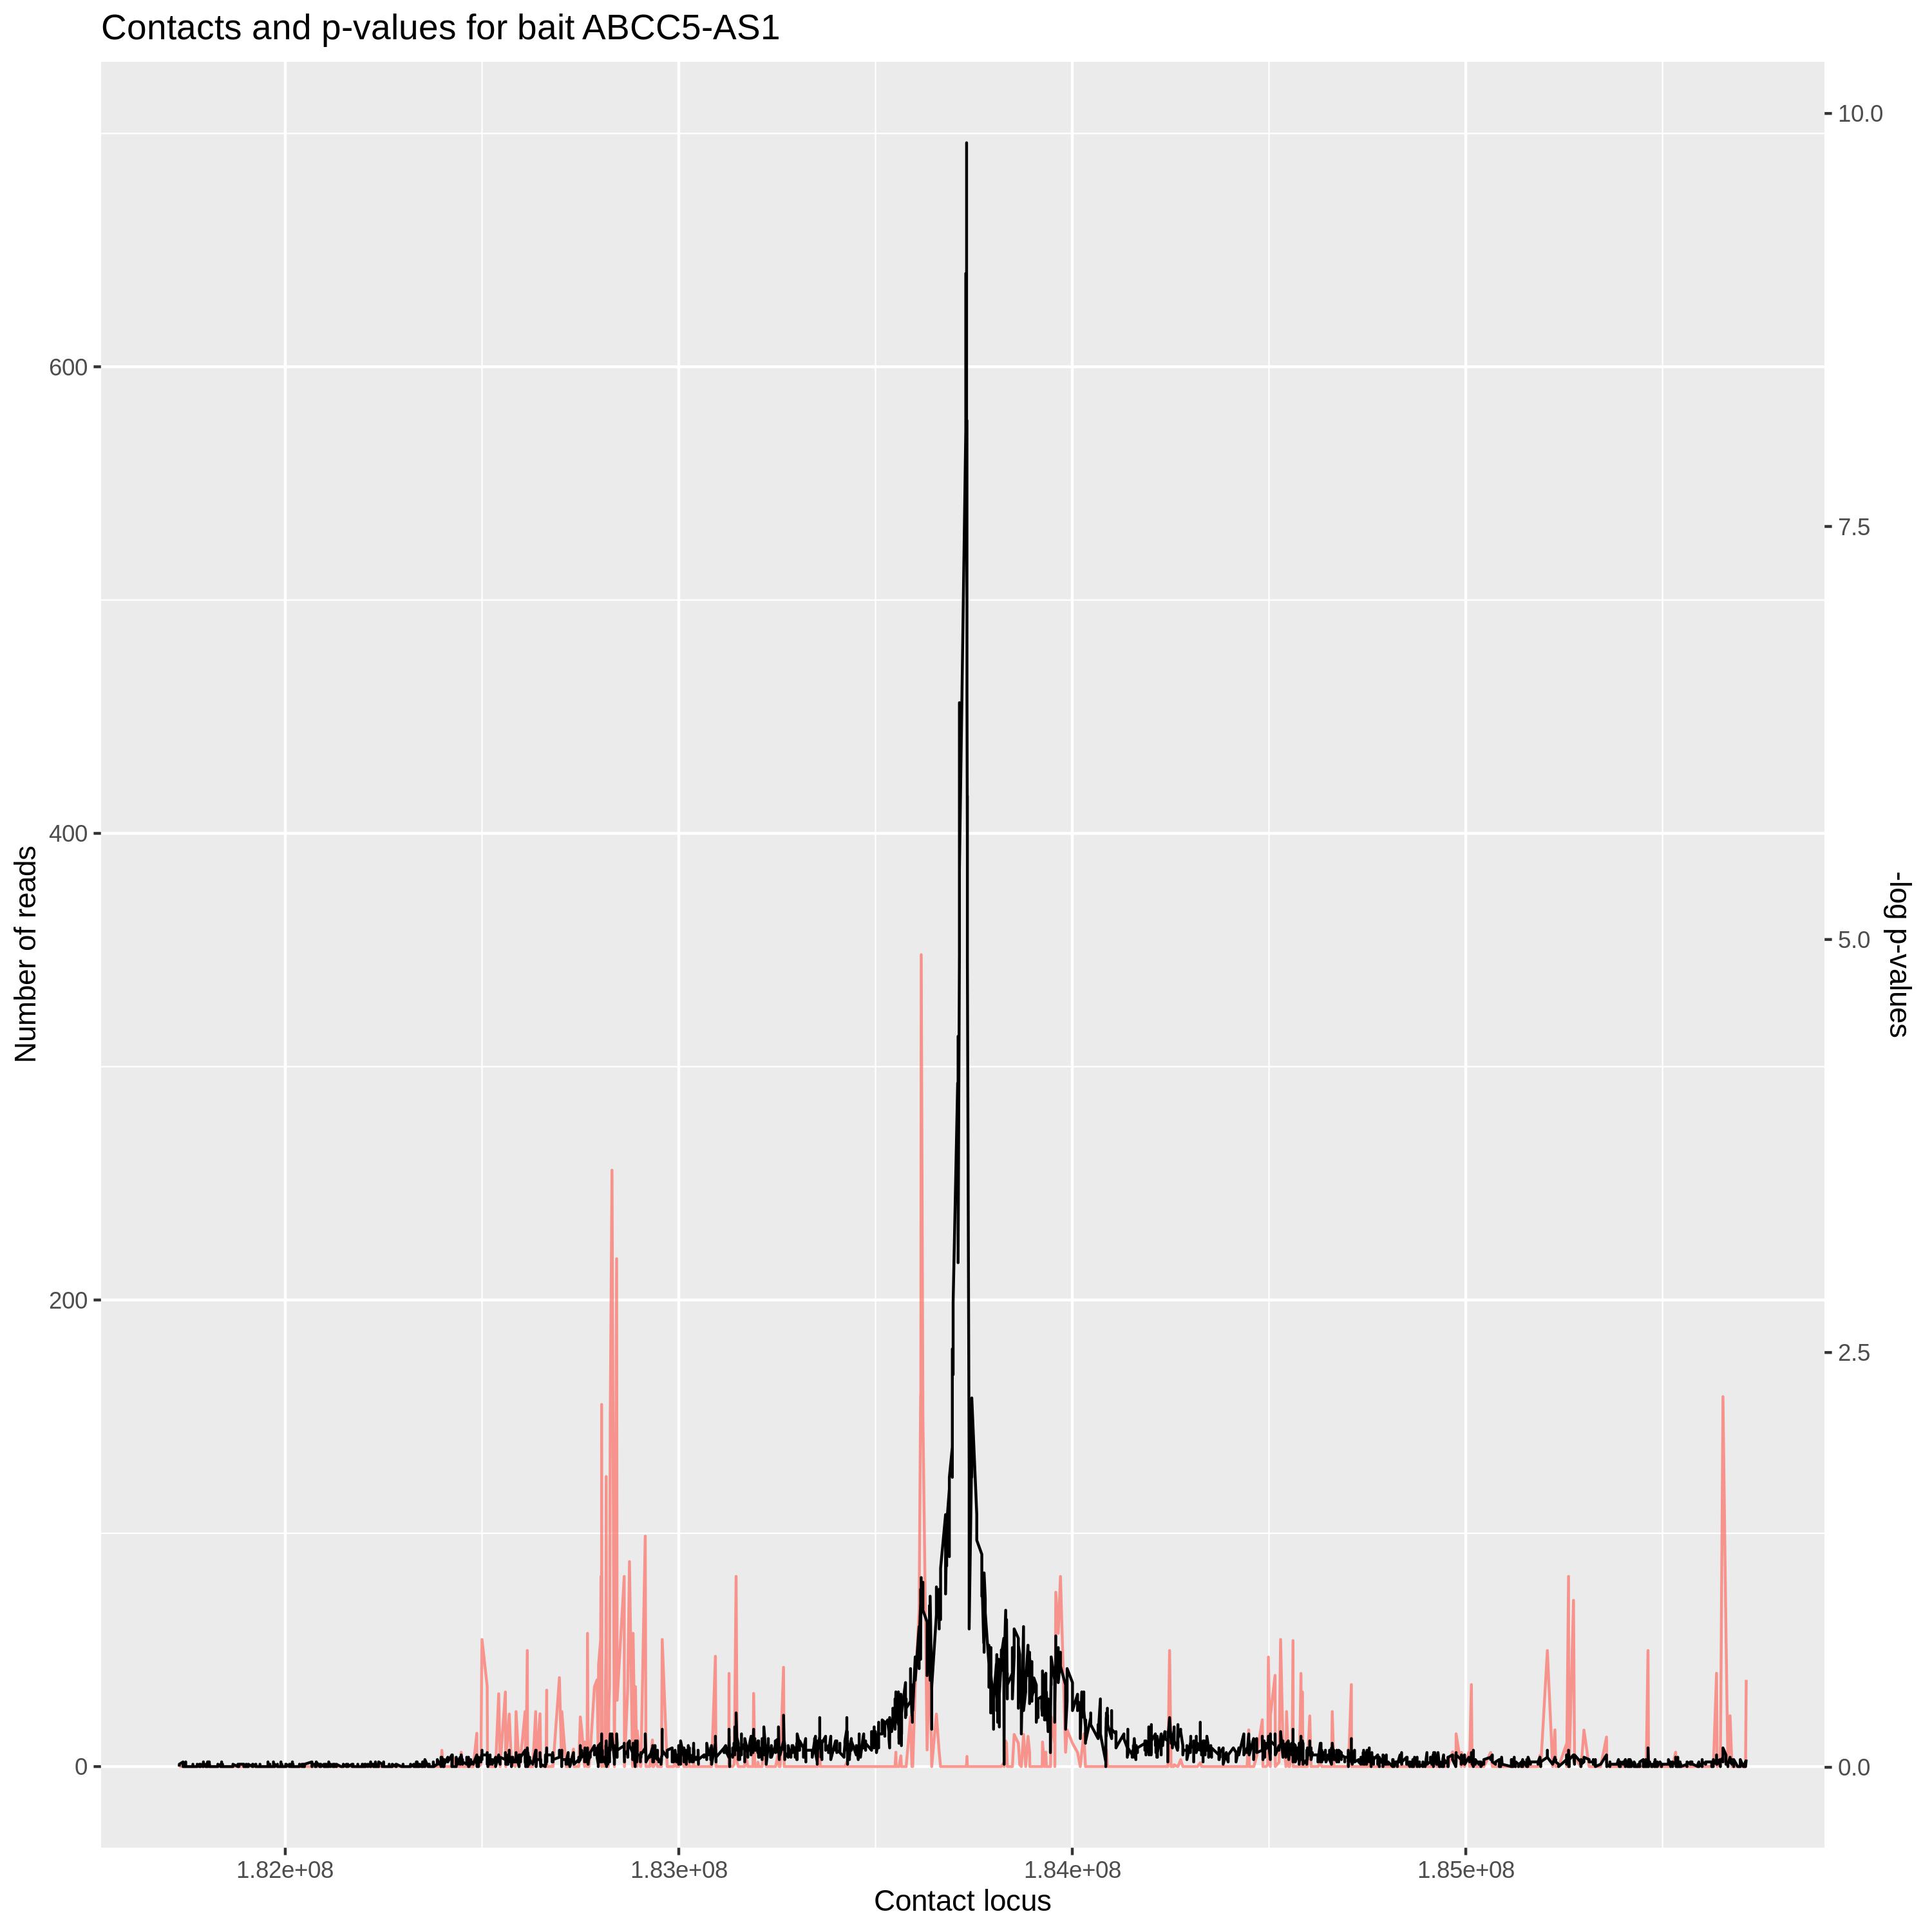 Contacts and p-values for bait ABCC5-AS1
Number of reads
600
400
200
0
10.0
7.5
5.0
2.5
0.0
-log p-values
1.82e+08
1.83e+08
1.84e+08
1.85e+08
Contact locus